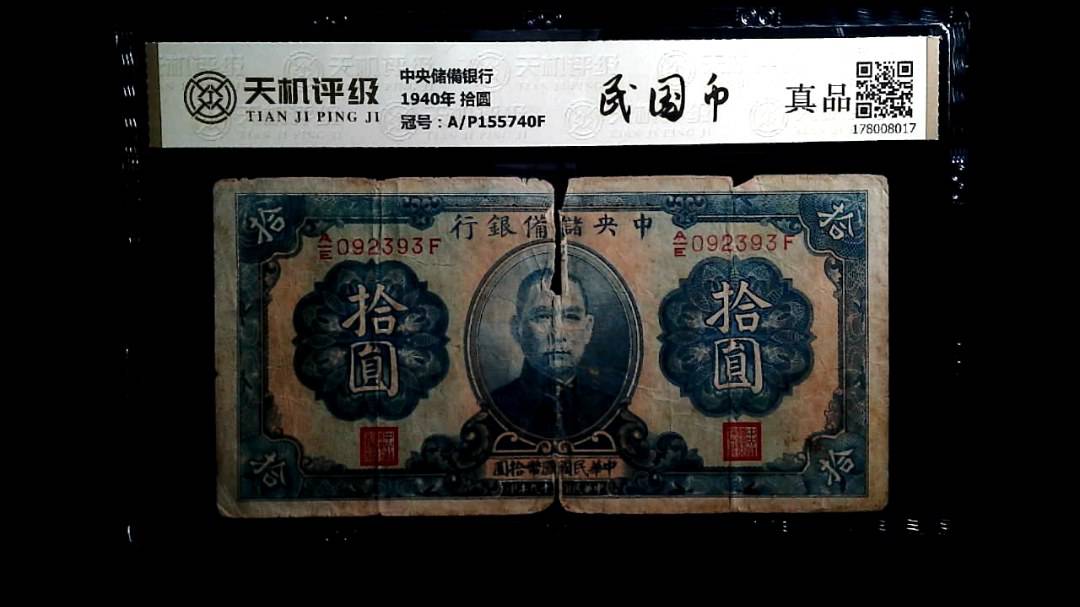 天机评级
TIAN JI PING JI
中央储備银行
1940年 拾圆
冠号：A/P155740F
民国币
真品
178008017
拾
拾
行銀備儲央中
A/E 092393F
A/E 092393F
拾圓
拾圓
圓拾幣國國民華中
拾
拾